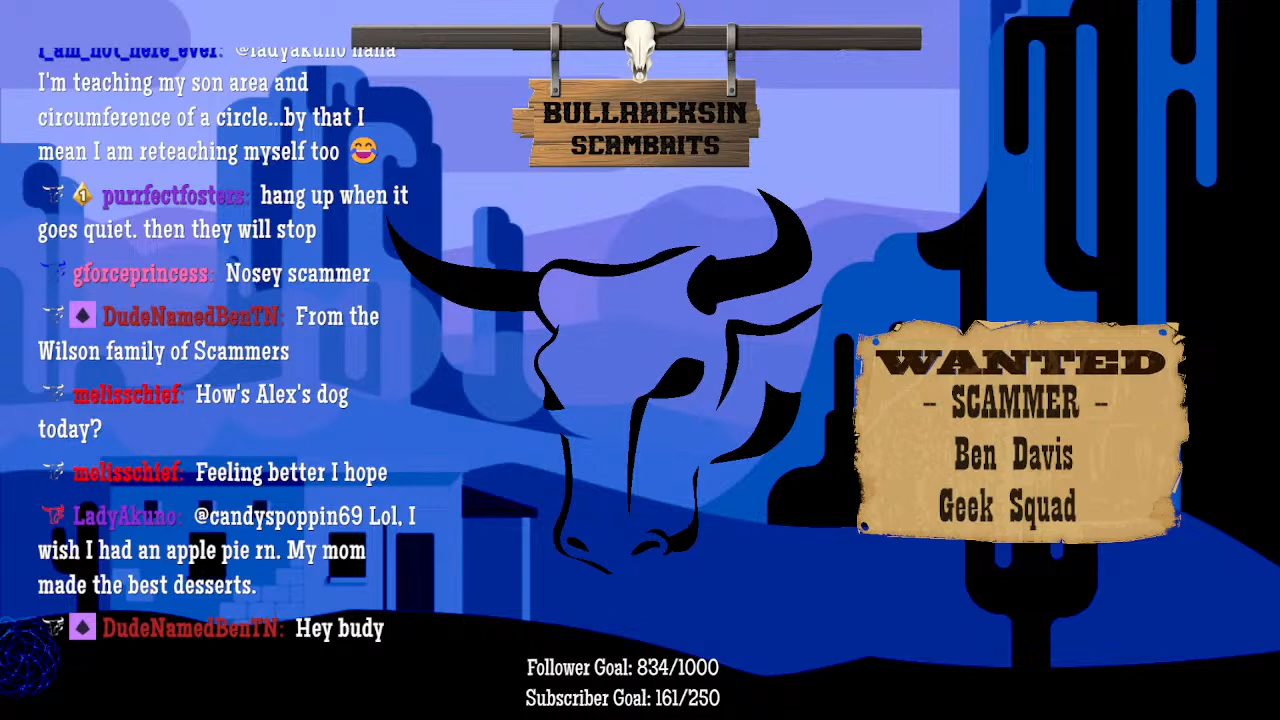 i_am_not_here_ever: @ladyakuno haha
I'm teaching my son area and
circumference of a circle...by that I
mean I am reteaching myself too 😂
purrfectfosters: hang up when it
goes quiet. then they will stop
gforceprincess: Nosey scammer
DudeNamedBenTN: From the
Wilson family of Scammers
melisschief: How's Alex's dog
today?
melisschief: Feeling better I hope
LadyAkuno: @candyspoppin69 Lol, I
wish I had an apple pie rn. My mom
made the best desserts.
DudeNamedBenTN: Hey budy
BULLRACKSIN
SCAMBAITS
WANTED
- SCAMMER -
Ben Davis
Geek Squad
Follower Goal: 834/1000
Subscriber Goal: 161/250